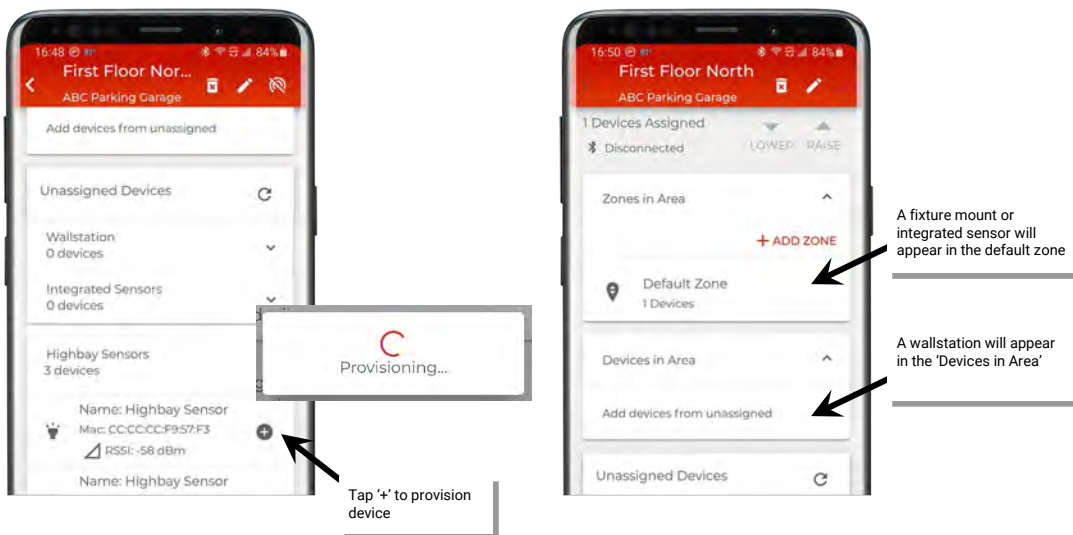 16:48 81° 84%
First Floor Nor...
ABC Parking Garage
Add devices from unassigned
Unassigned Devices
Wallstation
0 devices
Integrated Sensors
0 devices
Highbay Sensors
3 devices
Name: Highbay Sensor
Mac: CC:CC:CC:F9:57:F3
RSSI: -58 dBm
Name: Highbay Sensor
Provisioning...
Tap ‘+’ to provision
device
16:50 84%
First Floor North
ABC Parking Garage
1 Devices Assigned
Disconnected
LOWER RAISE
Zones in Area
+ ADD ZONE
Default Zone
1 Devices
Devices in Area
Add devices from unassigned
Unassigned Devices
A fixture mount or
integrated sensor will
appear in the default zone
A wallstation will appear
in the ‘Devices in Area’